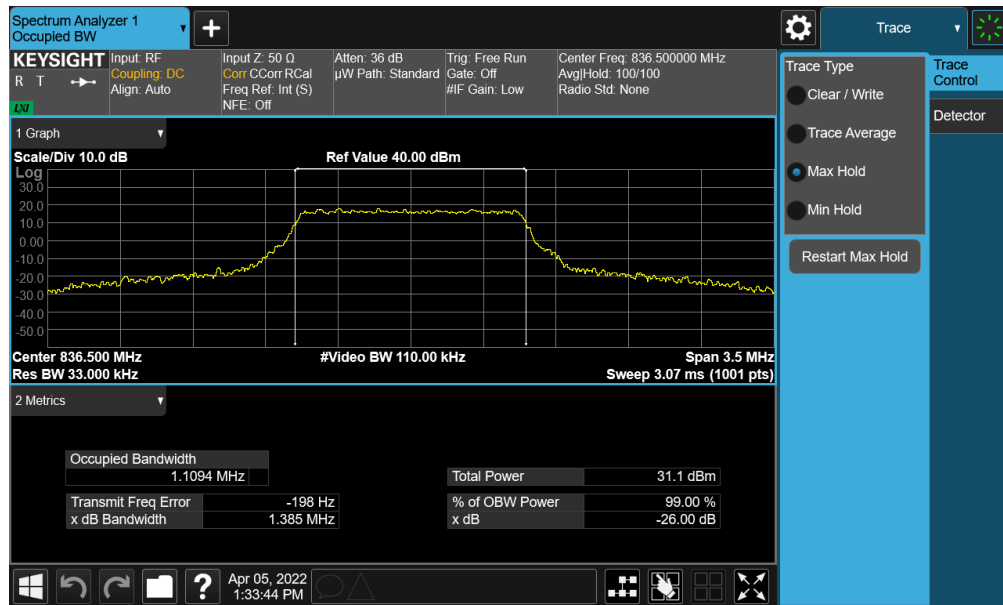 Spectrum Analyzer 1
Occupied BW
+
Trace
KEYSIGHT
R T
LXI
Input: RF
Coupling: DC
Align: Auto
Input Z: 50 Ω
Corr CCorr RCal
Freq Ref: Int (S)
NFE: Off
Atten: 36 dB
µW Path: Standard
Trig: Free Run
Gate: Off
#IF Gain: Low
Center Freq: 836.500000 MHz
Avg|Hold: 100/100
Radio Std: None
Trace Type
Clear / Write
Trace Average
Max Hold
Min Hold
Restart Max Hold
Trace
Control
Detector
1 Graph
Scale/Div 10.0 dB
Ref Value 40.00 dBm
Log
30.0
20.0
10.0
0.00
-10.0
-20.0
-30.0
-40.0
-50.0
Center 836.500 MHz
#Video BW 110.00 kHz
Span 3.5 MHz
Res BW 33.000 kHz
Sweep 3.07 ms (1001 pts)
2 Metrics
Occupied Bandwidth
1.1094 MHz
Total Power 31.1 dBm
Transmit Freq Error -198 Hz
% of OBW Power 99.00 %
x dB Bandwidth 1.385 MHz
x dB -26.00 dB
?
Apr 05, 2022
1:33:44 PM